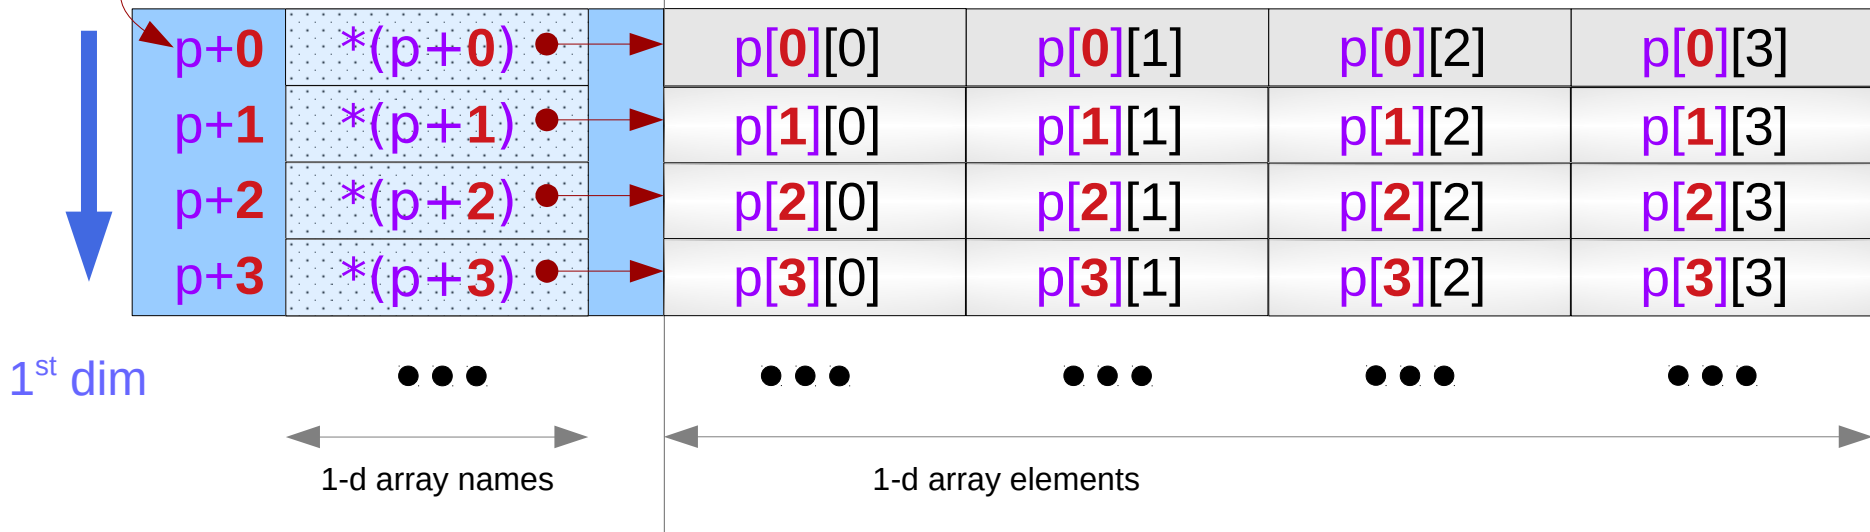 p+0 *(p+0) p[0][0] p[0][1] p[0][2] p[0][3]
p+1 *(p+1) p[1][0] p[1][1] p[1][2] p[1][3]
p+2 *(p+2) p[2][0] p[2][1] p[2][2] p[2][3]
p+3 *(p+3) p[3][0] p[3][1] p[3][2] p[3][3]
1st dim
1-d array names 1-d array elements